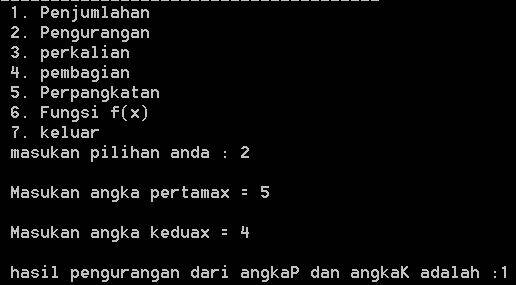 1. Penjumlahan
2. Pengurangan
3. perkalian
4. pembagian
5. Perpangkatan
6. Fungsi f(x)
7. keluar
masukan pilihan anda : 2
Masukan angka pertamax = 5
Masukan angka keduax = 4
hasil pengurangan dari angkaP dan angkaK adalah :1